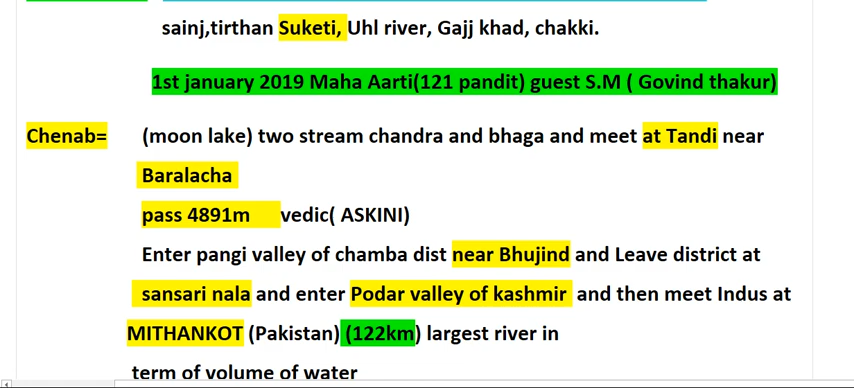 sainj,tirthan Suketi, Uhl river, Gajj khad, chakki.
1st january 2019 Maha Aarti(121 pandit) guest S.M ( Govind thakur)
Chenab= (moon lake) two stream chandra and bhaga and meet at Tandi near
Baralacha
pass 4891m vedic( ASKINI)
Enter pangi valley of chamba dist near Bhujind and Leave district at
sansari nala and enter Podar valley of kashmir and then meet Indus at
MITHANKOT (Pakistan) (122km) largest river in
term of volume of water